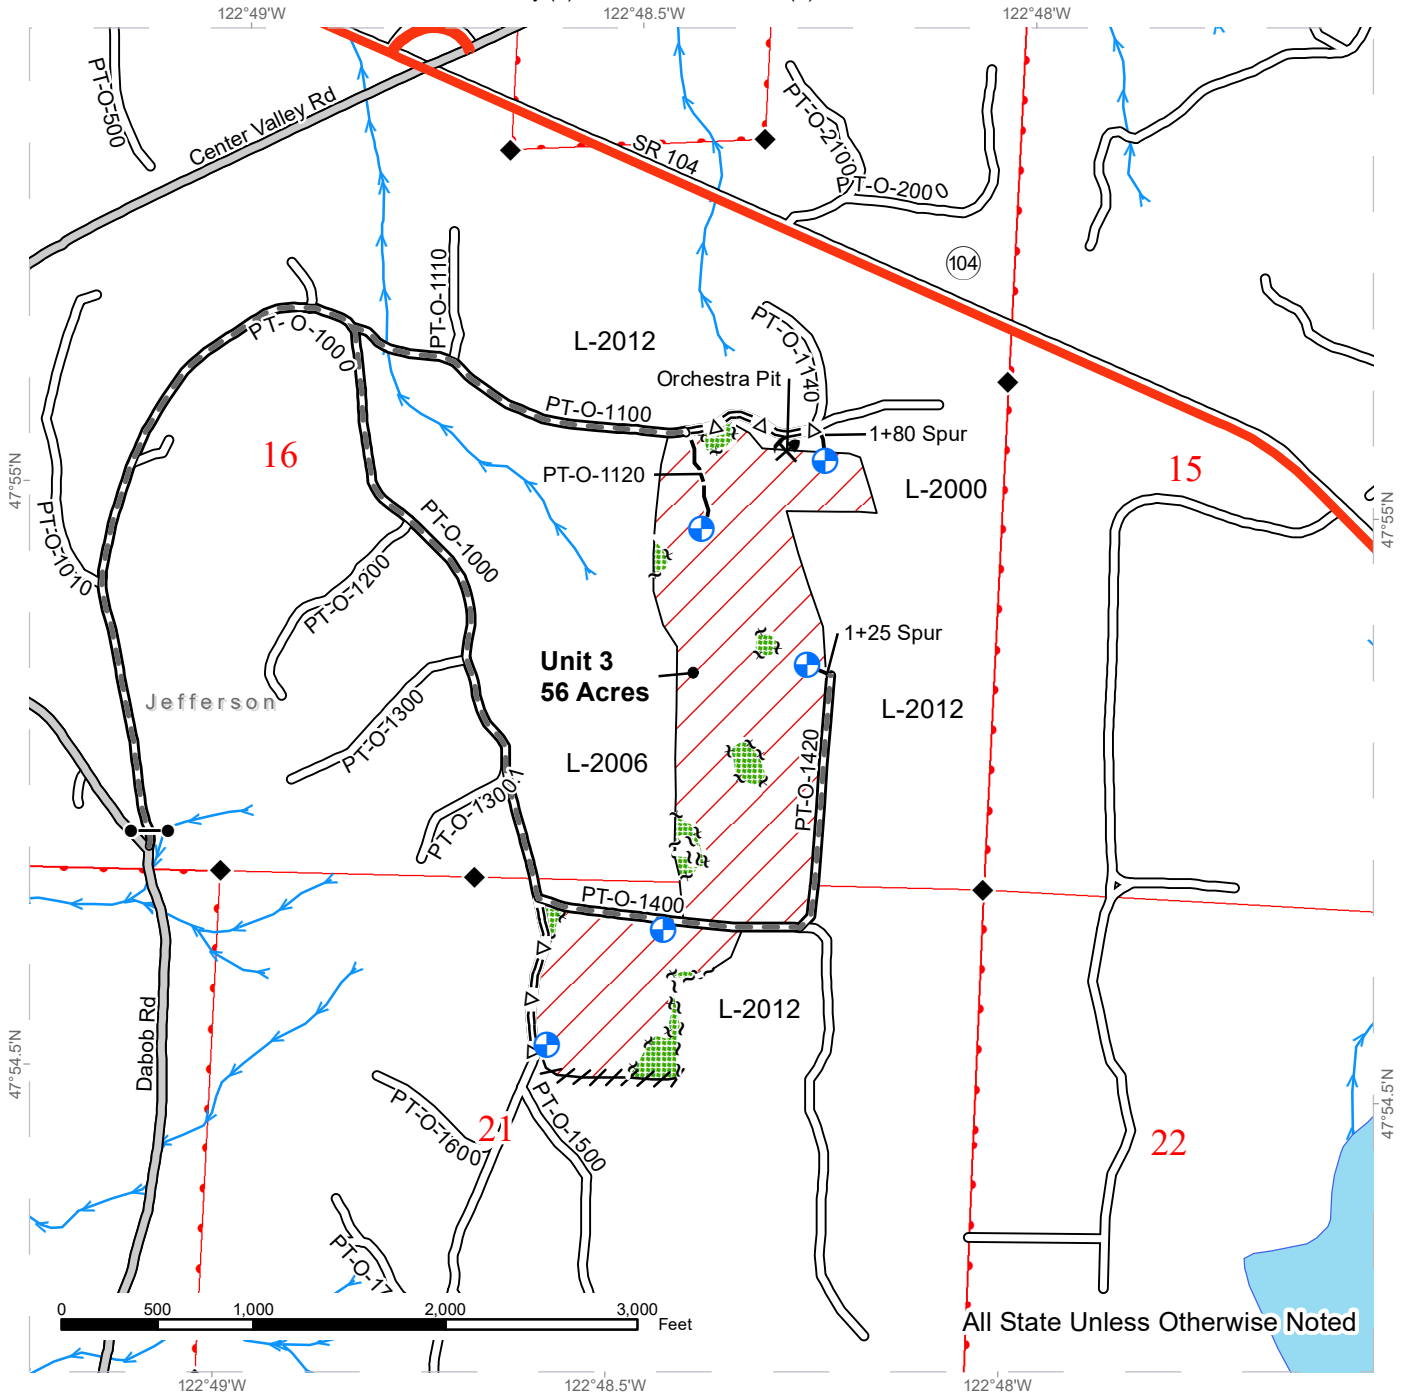 122°49'W
122°48.5'W
122°48'W
PT-O-500
Center Valley Rd
SR 104
PT-O-2100
PT-O-2000
104
PT-O-1110
PT-O-1000
L-2012
PT-O-1140
Orchestra Pit
PT-O-1100
1+80 Spur
16
PT-O-1120
L-2000
15
47°55'N
47°55'N
PT-O-1010
PT-O-1000
PT-O-1200
1+25 Spur
Unit 3
56 Acres
Jefferson
PT-O-1300
L-2012
L-2006
PT-O-1420
PT-O-1300.1
PT-O-1400
Dabob Rd
L-2012
47°54.5'N
47°54.5'N
PT-O-1600
21
PT-O-1500
22
PT-O-17
0
500
1,000
2,000
3,000
Feet
All State Unless Otherwise Noted
122°49'W
122°48.5'W
122°48'W